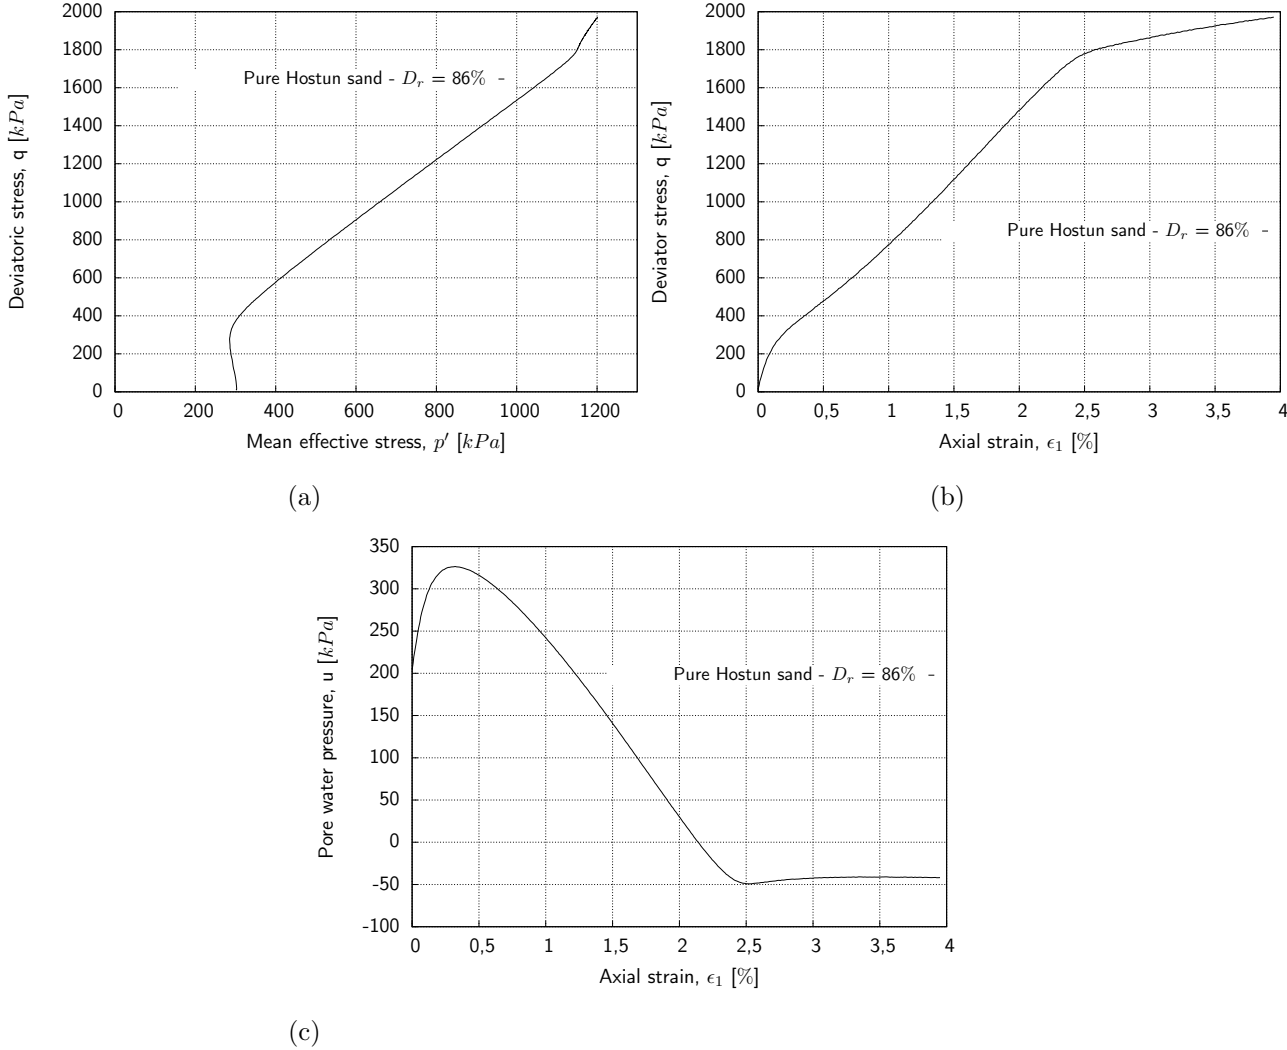 2000
1800
1600
1400
1200
1000
800
600
400
200
0
0 200 400 600 800 1000 1200
Deviatoric stress, q [kPa]
Mean effective stress, p′ [kPa]
Pure Hostun sand - D_r = 86%
(a)
2000
1800
1600
1400
1200
1000
800
600
400
200
0
0 0,5 1 1,5 2 2,5 3 3,5 4
Deviator stress, q [kPa]
Axial strain, ϵ₁ [%]
Pure Hostun sand - D_r = 86%
(b)
350
300
250
200
150
100
50
0
-50
-100
0 0,5 1 1,5 2 2,5 3 3,5 4
Pore water pressure, u [kPa]
Axial strain, ϵ₁ [%]
Pure Hostun sand - D_r = 86%
(c)